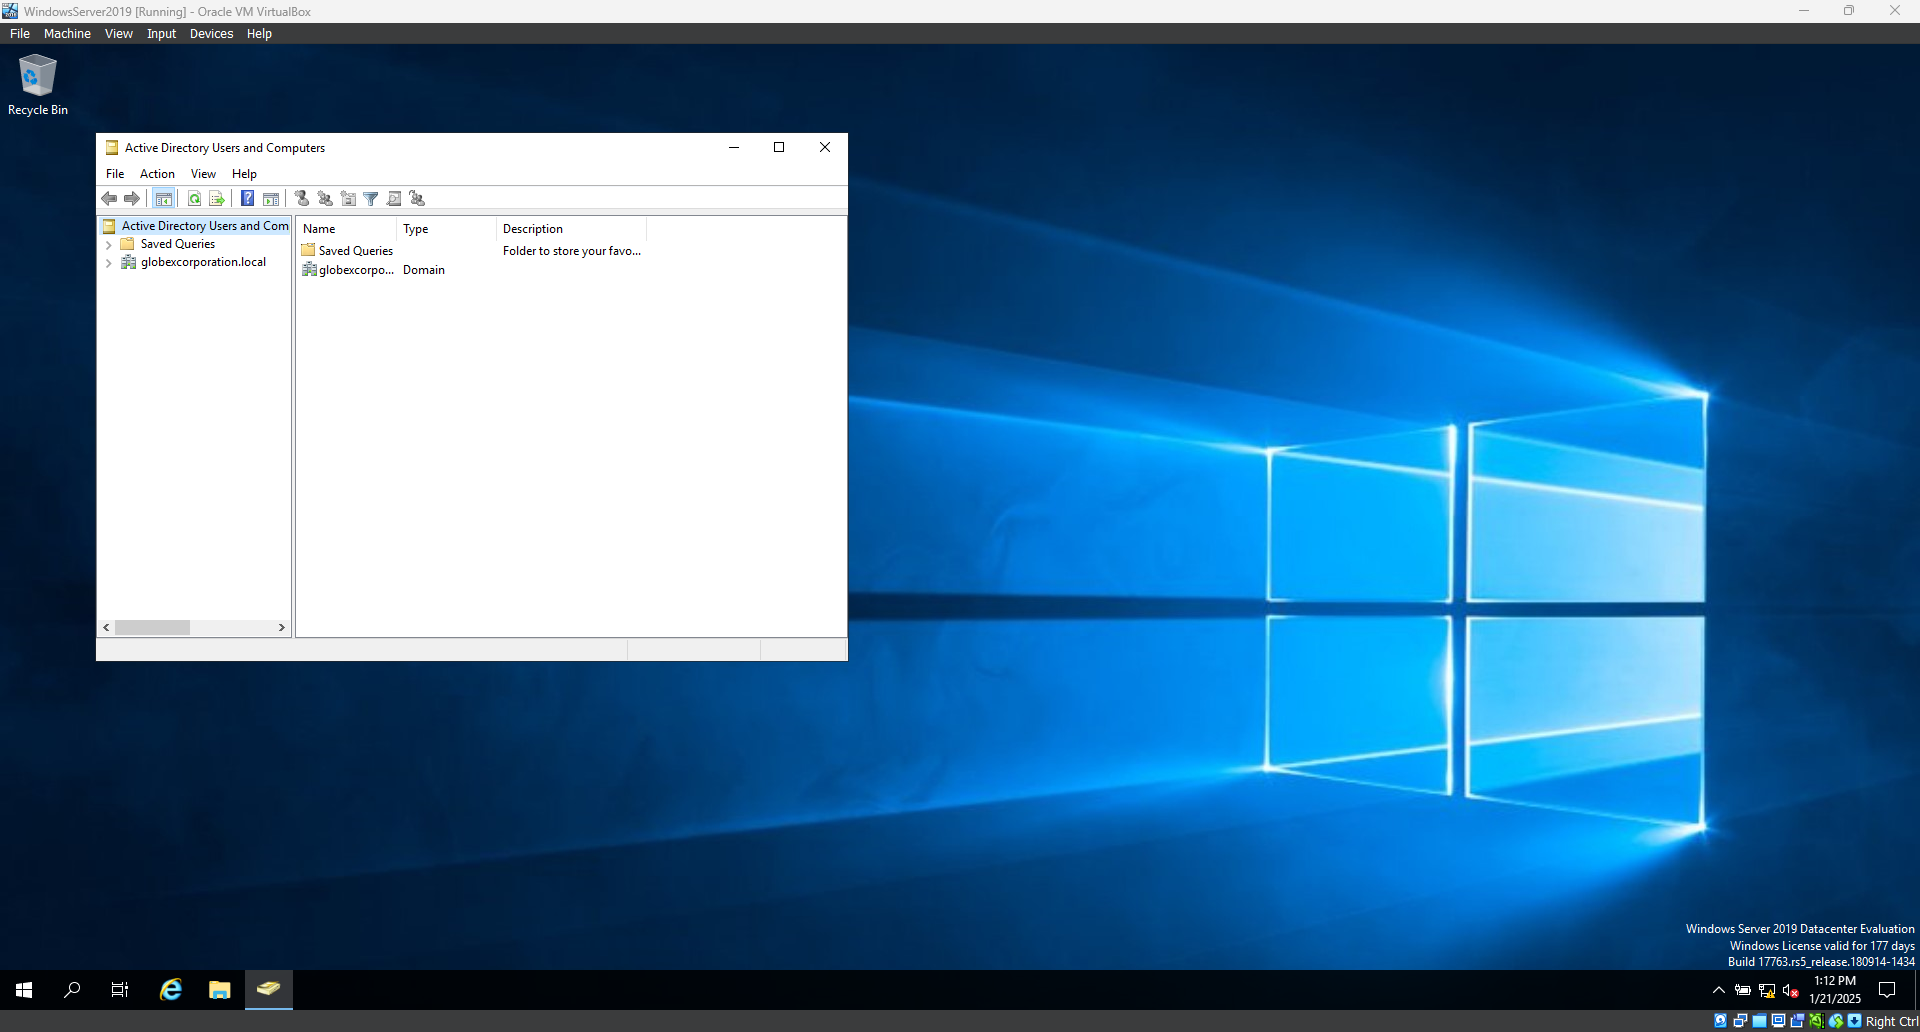 WindowsServer2019 [Running] - Oracle VM VirtualBox
File Machine View Input Devices Help
Recycle Bin
Active Directory Users and Computers
File Action View Help
Active Directory Users and Com
Saved Queries
globexcorporation.local
Name Type Description
Saved Queries Folder to store your favo...
globexcorpo... Domain
Windows Server 2019 Datacenter Evaluation
Windows License valid for 177 days
Build 17763.rs5_release.180914-1434
1:12 PM
1/21/2025
Right Ctrl